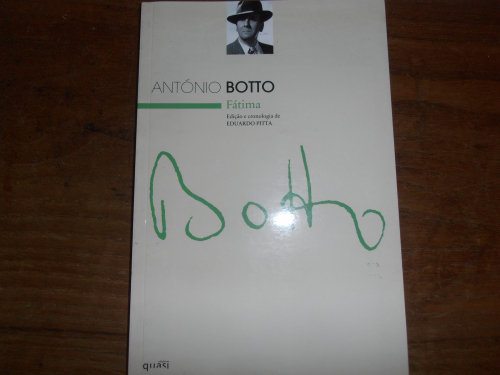 ANTÓNIO BOTTO
Fátima
Edição e cronologia de
EDUARDO PITTA
Botto
quasi